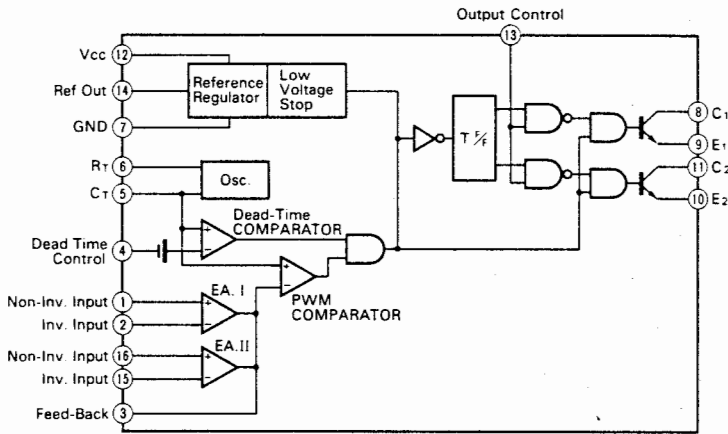 Output Control
13
Vcc 12
Ref Out 14
GND 7
Reference Regulator
Low Voltage Stop
RT 6
CT 5
Osc.
Dead-Time COMPARATOR
Dead Time Control 4
PWM COMPARATOR
Non-Inv. Input 1
Inv. Input 2
EA. I
Non-Inv. Input 16
Inv. Input 15
EA.II
Feed-Back 3
T F/F
8 C1
9 E1
11 C2
10 E2
+
−
+
−
+
−
+
−